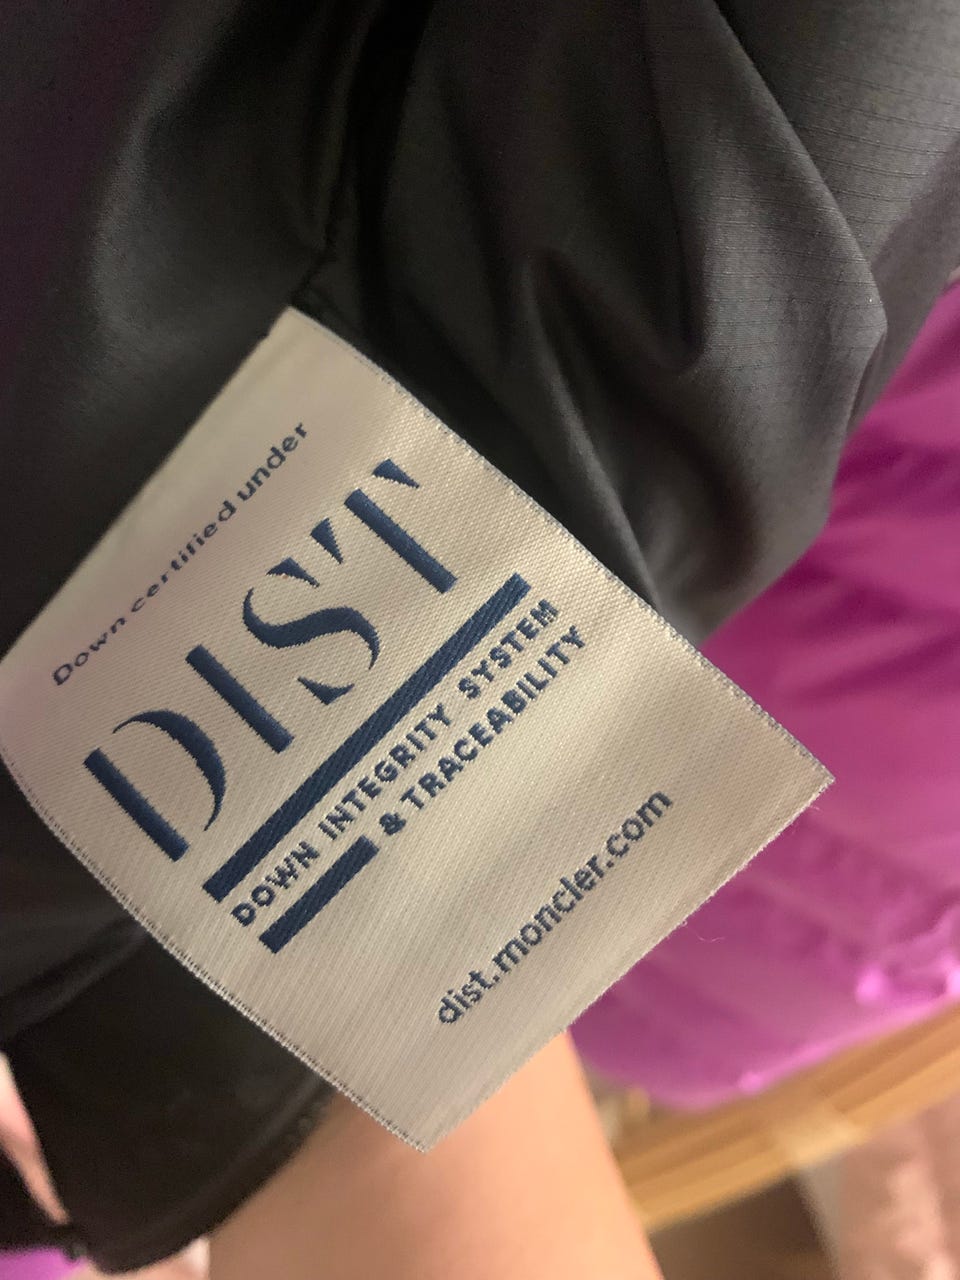 Down certified under
DIST
DOWN INTEGRITY SYSTEM
& TRACEABILITY
dist.moncler.com